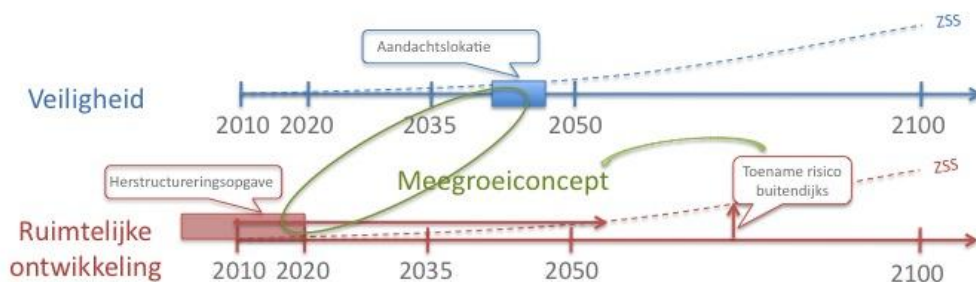 ZSS
Aandachtslokatie
Veiligheid
2010 2020 2035 2050 2100
Herstructureringsopgave
Meegroeiconcept
Toename risico
buitendijks
ZSS
Ruimtelijke
ontwikkeling
2010 2020 2035 2050 2100